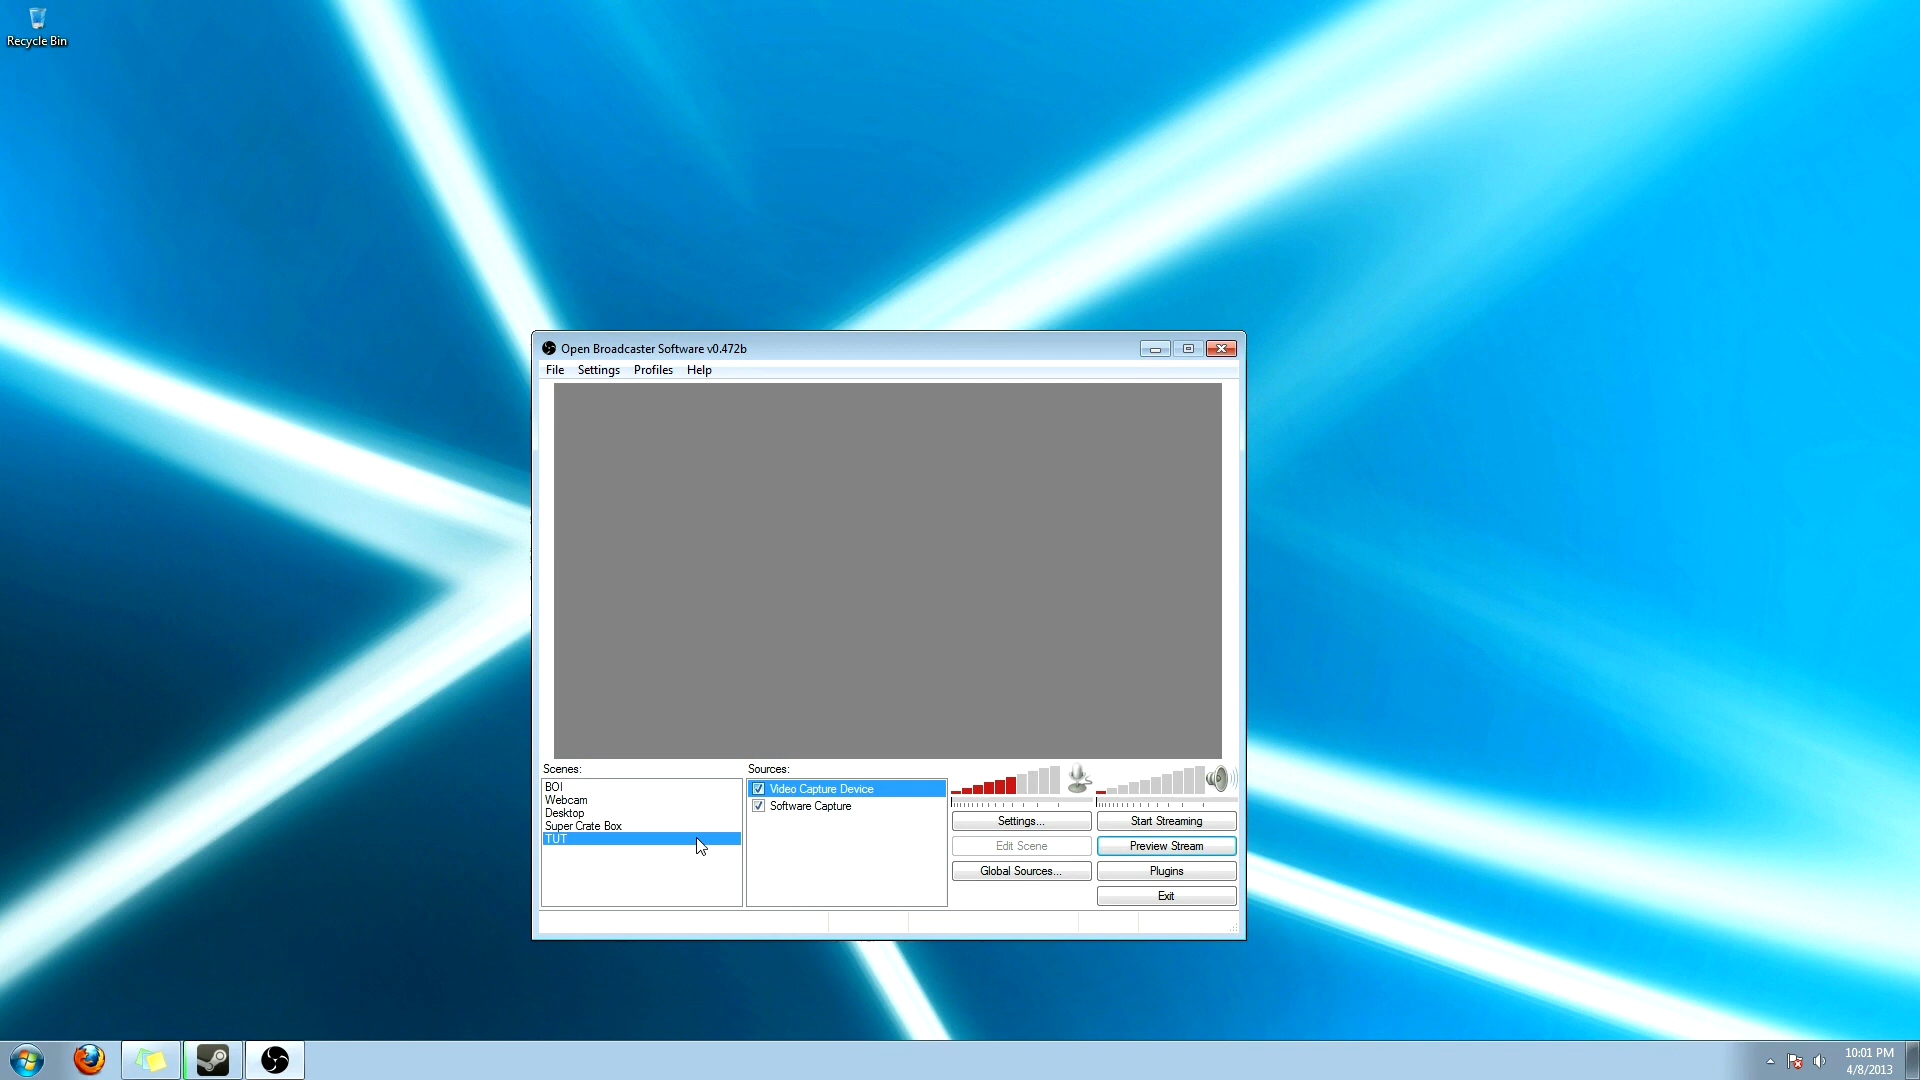 Recycle Bin
Open Broadcaster Software v0.472b
File Settings Profiles Help
Scenes:
BOI
Webcam
Desktop
Super Crate Box
TUT
Sources:
Video Capture Device
Software Capture
Settings...
Start Streaming
Edit Scene
Preview Stream
Global Sources...
Plugins
Exit
10:01 PM
4/8/2013